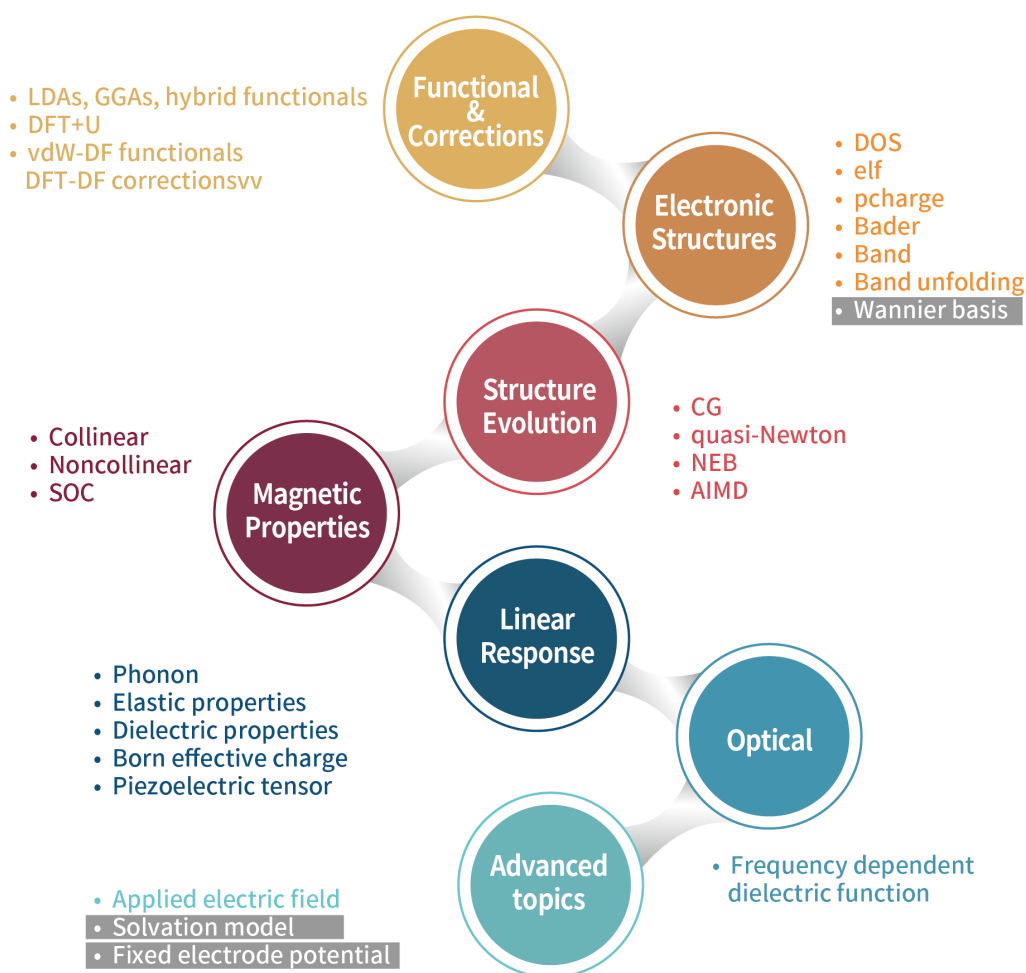 Functional
&
Corrections
• LDAs, GGAs, hybrid functionals
• DFT+U
• vdW-DF functionals
DFT-DF correctionsvv
Electronic
Structures
• DOS
• elf
• pcharge
• Bader
• Band
• Band unfolding
• Wannier basis
Structure
Evolution
• CG
• quasi-Newton
• NEB
• AIMD
Magnetic
Properties
• Collinear
• Noncollinear
• SOC
Linear
Response
• Phonon
• Elastic properties
• Dielectric properties
• Born effective charge
• Piezoelectric tensor
Optical
• Frequency dependent
dielectric function
Advanced
topics
• Applied electric field
• Solvation model
• Fixed electrode potential